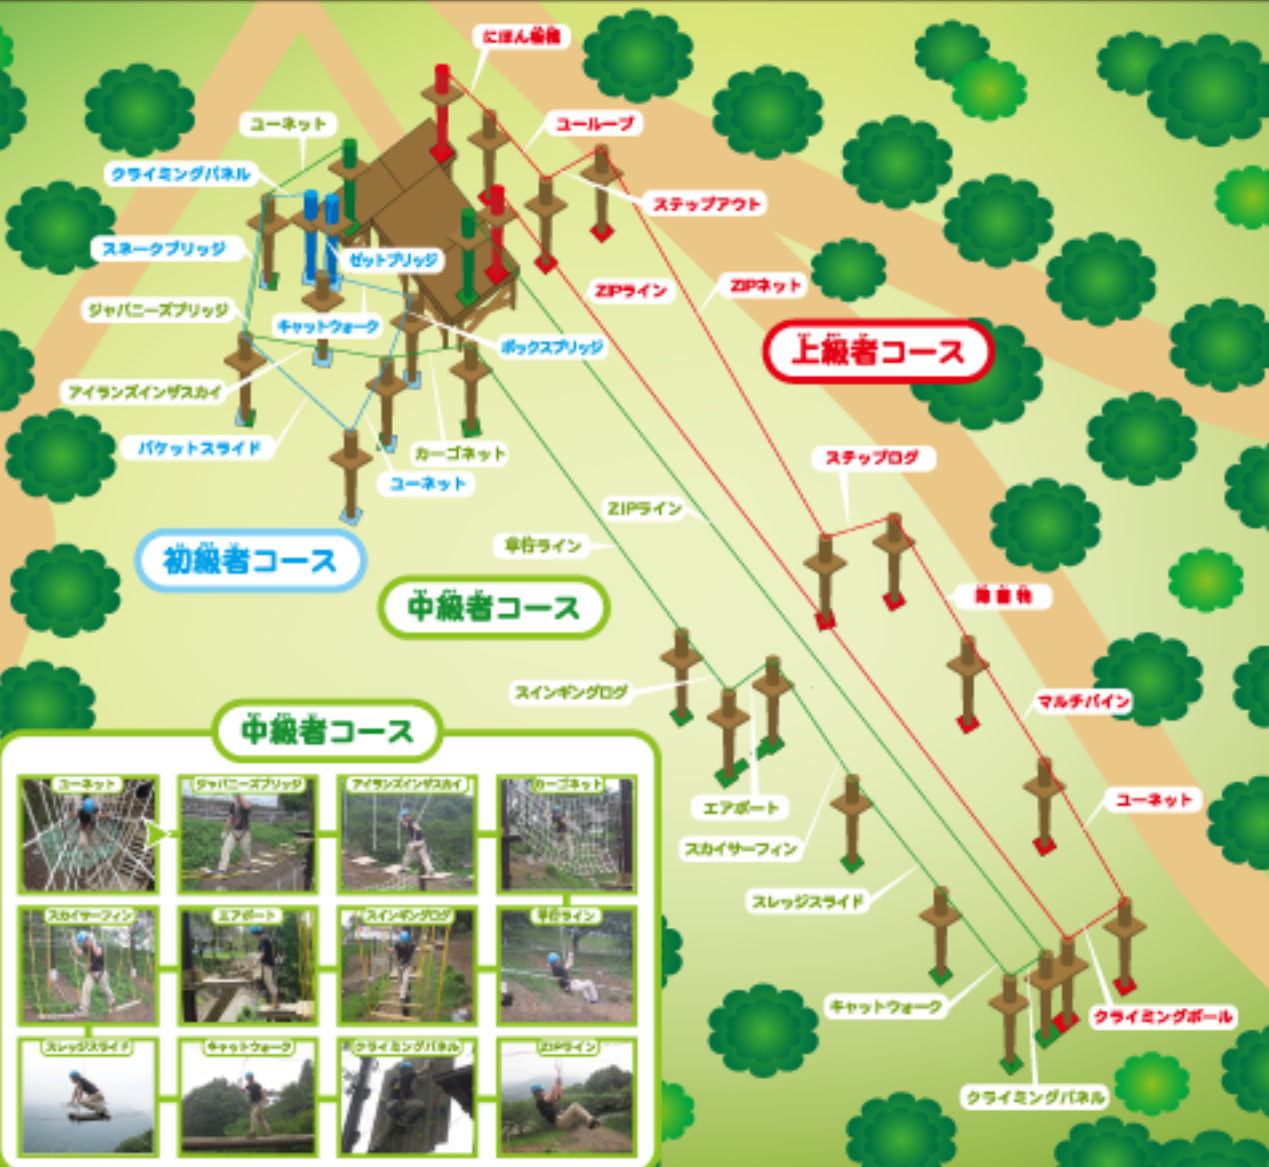 にほん
ユーネット
ユーループ
クライミングパネル
ステップアウト
スネークブリッジ
ゼットブリッジ
ZIPライン
ZIPネット
ジャパニーズブリッジ
キャットウォーク
ボックスブリッジ
上級者コース
アイランズインザスカイ
バケットスライド
カーゴネット
ステップログ
ユーネット
ZIPライン
平行ライン
初級者コース
中級者コース
スインギングログ
マルチバイン
中級者コース
エアボート
ユーネット
スカイサーフィン
スレッジスライド
キャットウォーク
クライミングポール
クライミングパネル
ユーネット
ジャパニーズブリッジ
アイランズインザスカイ
カーゴネット
スカイサーフィン
エアボート
スインギングログ
平行ライン
スレッジスライド
キャットウォーク
クライミングパネル
ZIPライン